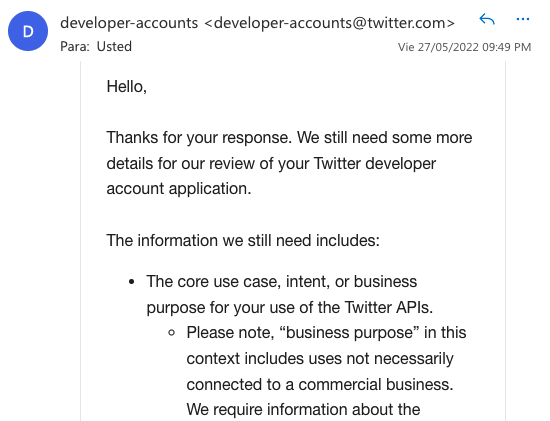 D
developer-accounts <developer-accounts@twitter.com>
Para: Usted
Vie 27/05/2022 09:49 PM
Hello,
Thanks for your response. We still need some more
details for our review of your Twitter developer
account application.
The information we still need includes:
• The core use case, intent, or business
purpose for your use of the Twitter APIs.
◦ Please note, “business purpose” in this
context includes uses not necessarily
connected to a commercial business.
We require information about the